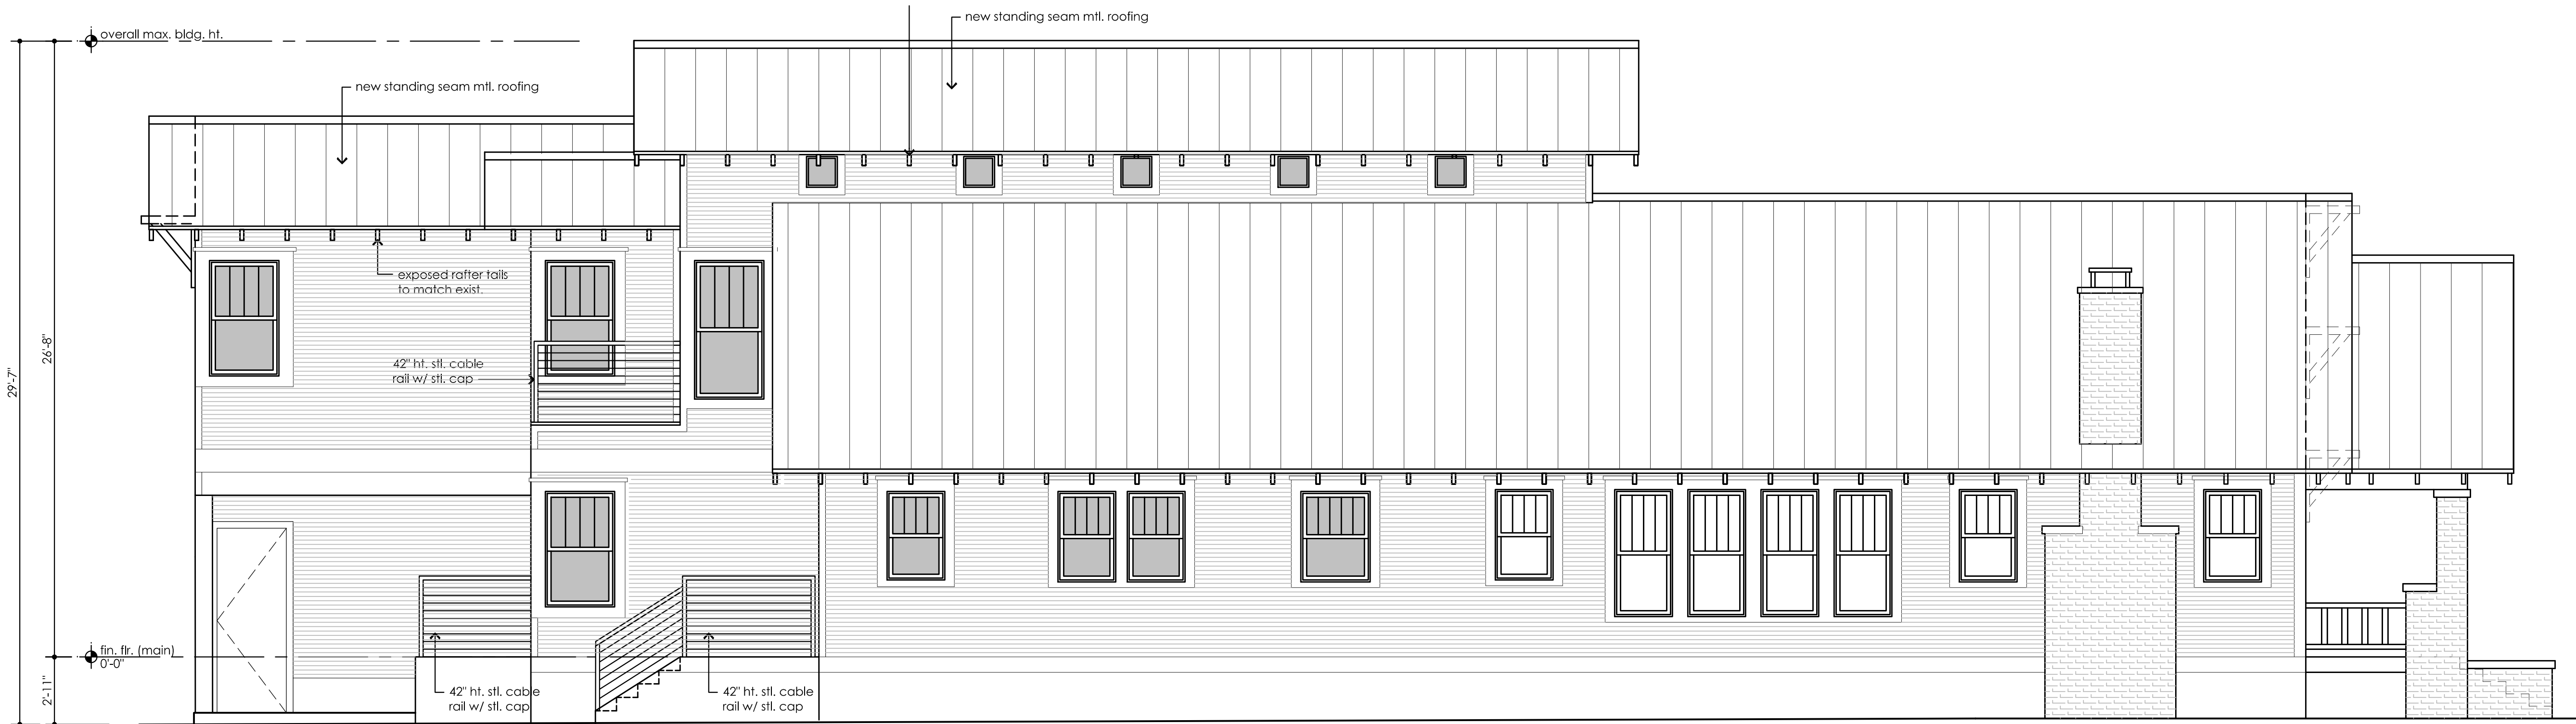 new standing seam mtl. roofing
overall max. bldg. ht.
new standing seam mtl. roofing
exposed rafter tails
to match exist.
26'-8"
29'-7"
42" ht. stl. cable
rail w/ stl. cap
fin. flr. (main)
0'-0"
2'-11"
42" ht. stl. cable
rail w/ stl. cap
42" ht. stl. cable
rail w/ stl. cap